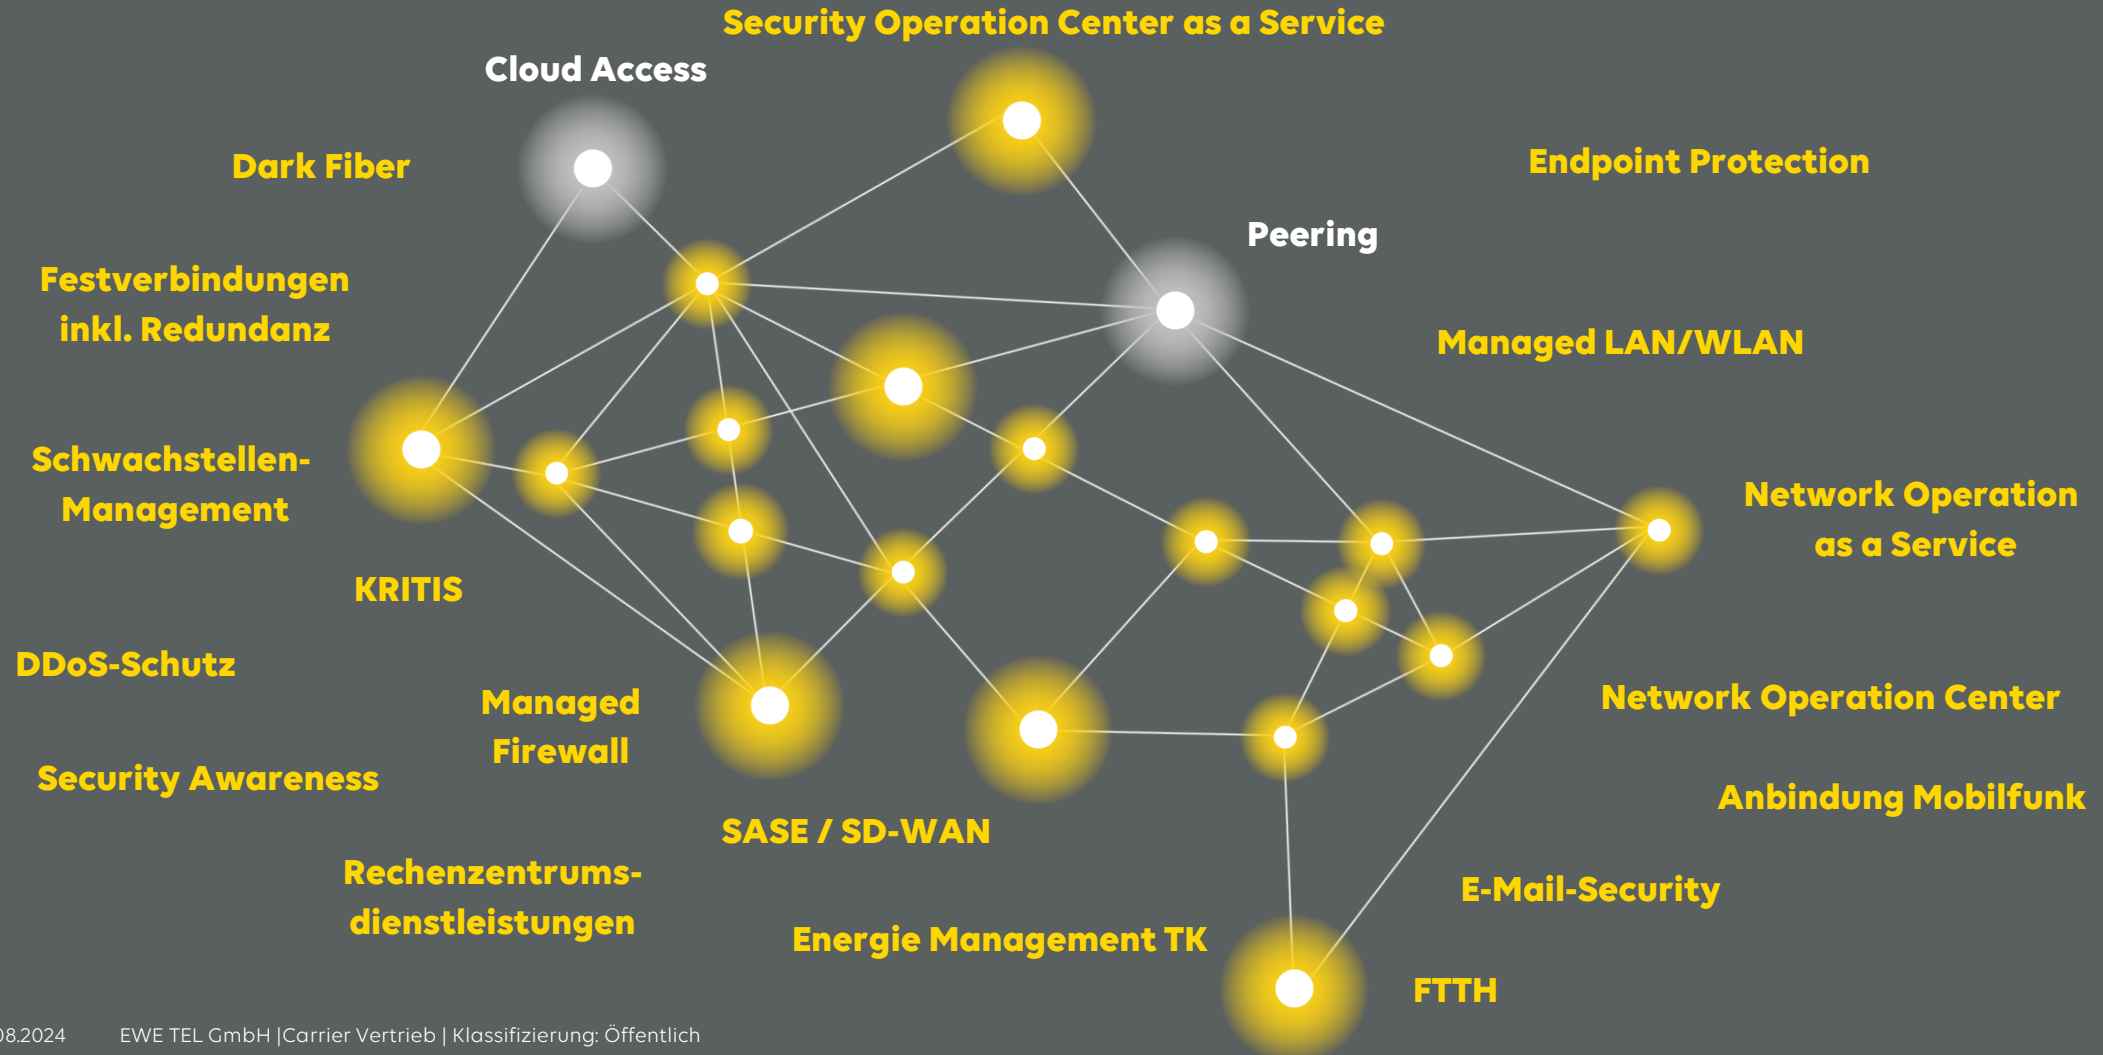 Security Operation Center as a Service
Cloud Access
Dark Fiber
Endpoint Protection
Peering
Festverbindungen
inkl. Redundanz
Managed LAN/WLAN
Schwachstellen-
Management
Network Operation
as a Service
KRITIS
DDoS-Schutz
Managed
Firewall
Network Operation Center
Security Awareness
Anbindung Mobilfunk
SASE / SD-WAN
Rechenzentrums-
dienstleistungen
E-Mail-Security
Energie Management TK
FTTH
08.2024 EWE TEL GmbH |Carrier Vertrieb | Klassifizierung: Öffentlich